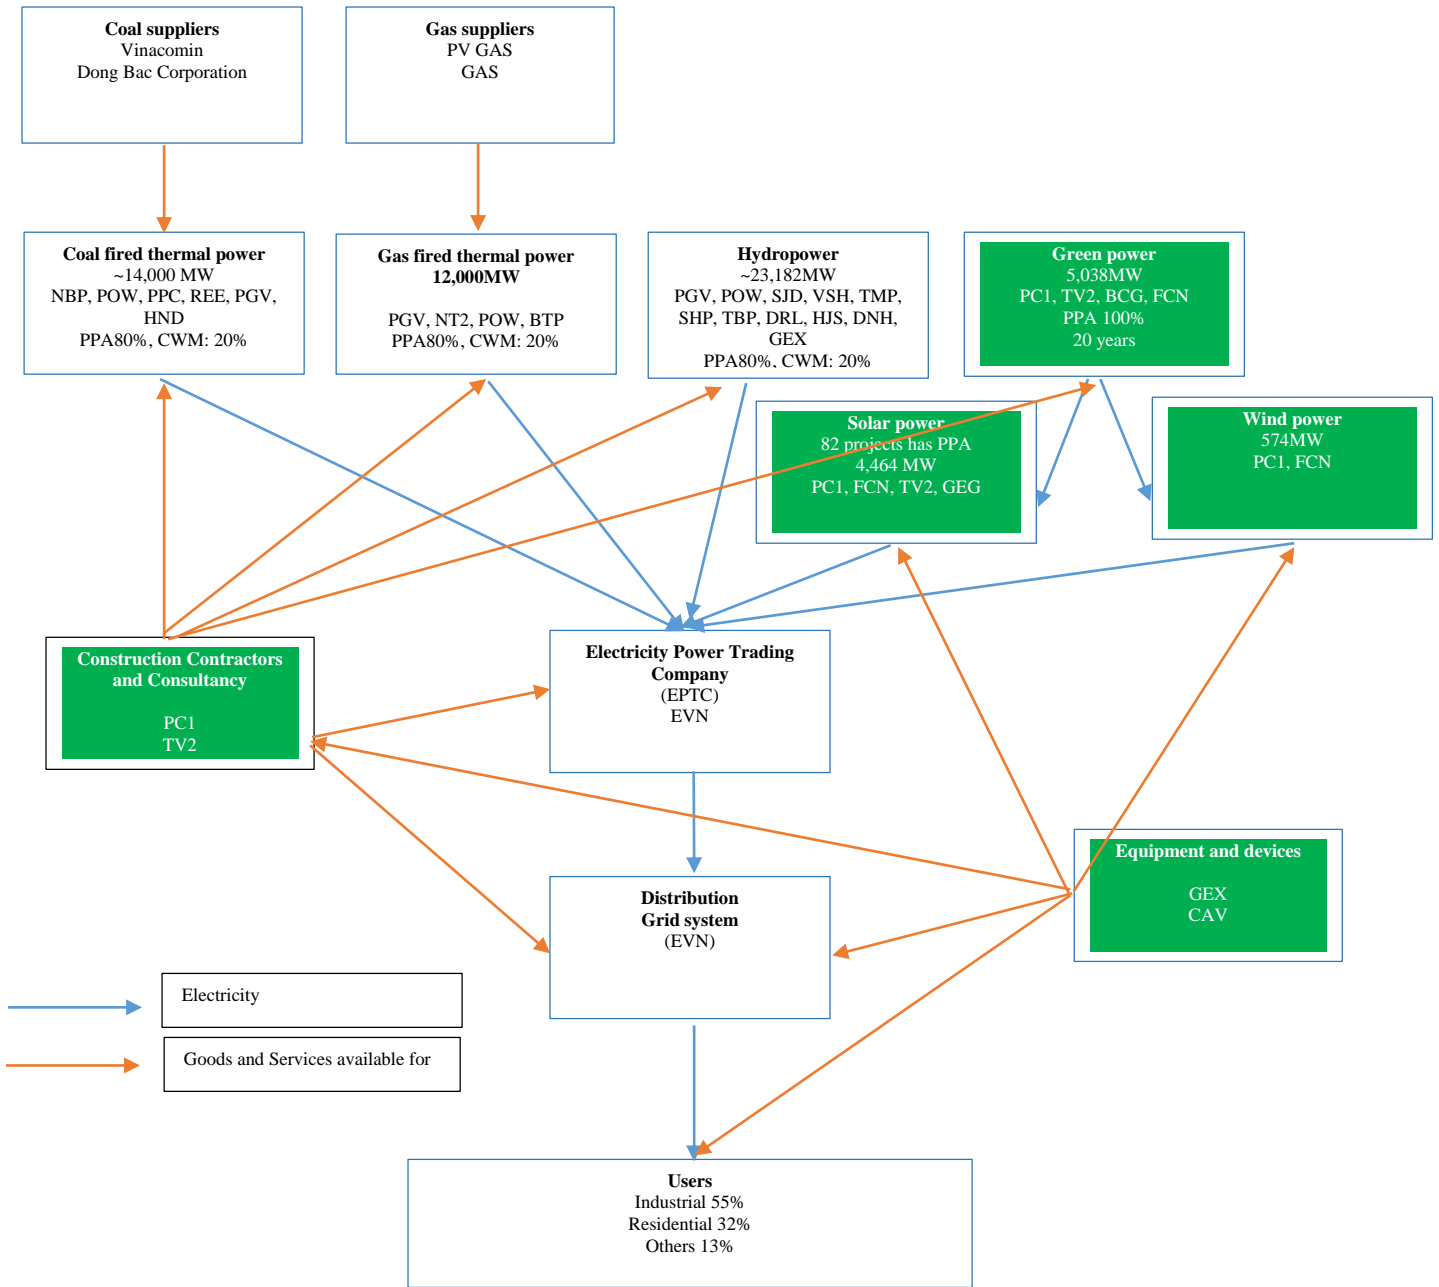 Coal suppliers
Vinacomin
Dong Bac Corporation
Gas suppliers
PV GAS
GAS
Coal fired thermal power
~14,000 MW
NBP, POW, PPC, REE, PGV,
HND
PPA80%, CWM: 20%
Gas fired thermal power
12,000MW
PGV, NT2, POW, BTP
PPA80%, CWM: 20%
Hydropower
~23,182MW
PGV, POW, SJD, VSH, TMP,
SHP, TBP, DRL, HJS, DNH,
GEX
PPA80%, CWM: 20%
Green power
5,038MW
PC1, TV2, BCG, FCN
PPA 100%
20 years
Solar power
82 projects has PPA
4,464 MW
PC1, FCN, TV2, GEG
Wind power
574MW
PC1, FCN
Construction Contractors
and Consultancy
PC1
TV2
Electricity Power Trading
Company
(EPTC)
EVN
Equipment and devices
GEX
CAV
Distribution
Grid system
(EVN)
Electricity
Goods and Services available for
Users
Industrial 55%
Residential 32%
Others 13%